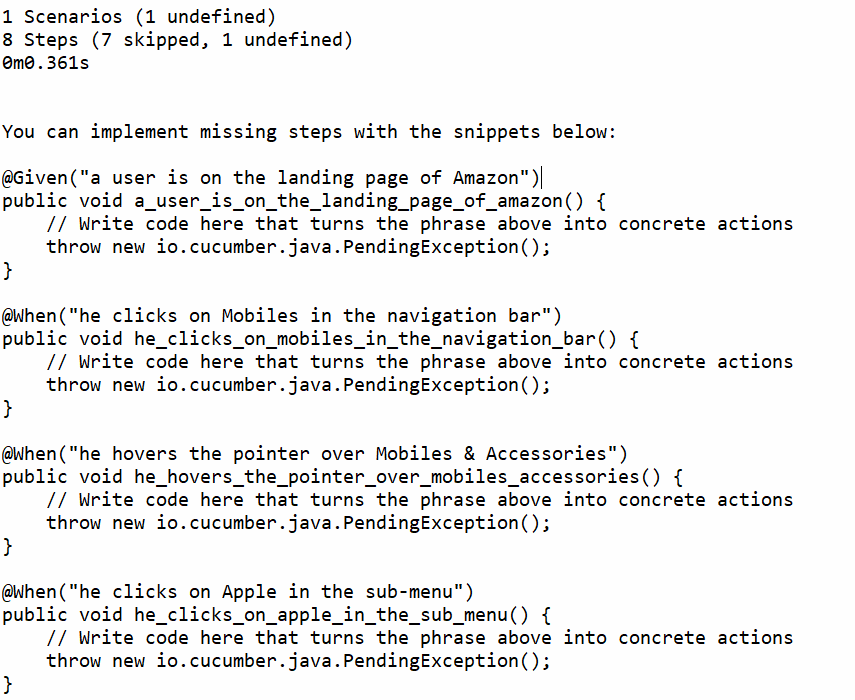 1 Scenarios (1 undefined)
8 Steps (7 skipped, 1 undefined)
0m0.361s
You can implement missing steps with the snippets below:
@Given("a user is on the landing page of Amazon")
public void a_user_is_on_the_landing_page_of_amazon() {
    // Write code here that turns the phrase above into concrete actions
    throw new io.cucumber.java.PendingException();
}
@When("he clicks on Mobiles in the navigation bar")
public void he_clicks_on_mobiles_in_the_navigation_bar() {
    // Write code here that turns the phrase above into concrete actions
    throw new io.cucumber.java.PendingException();
}
@When("he hovers the pointer over Mobiles & Accessories")
public void he_hovers_the_pointer_over_mobiles_accessories() {
    // Write code here that turns the phrase above into concrete actions
    throw new io.cucumber.java.PendingException();
}
@When("he clicks on Apple in the sub-menu")
public void he_clicks_on_apple_in_the_sub_menu() {
    // Write code here that turns the phrase above into concrete actions
    throw new io.cucumber.java.PendingException();
}